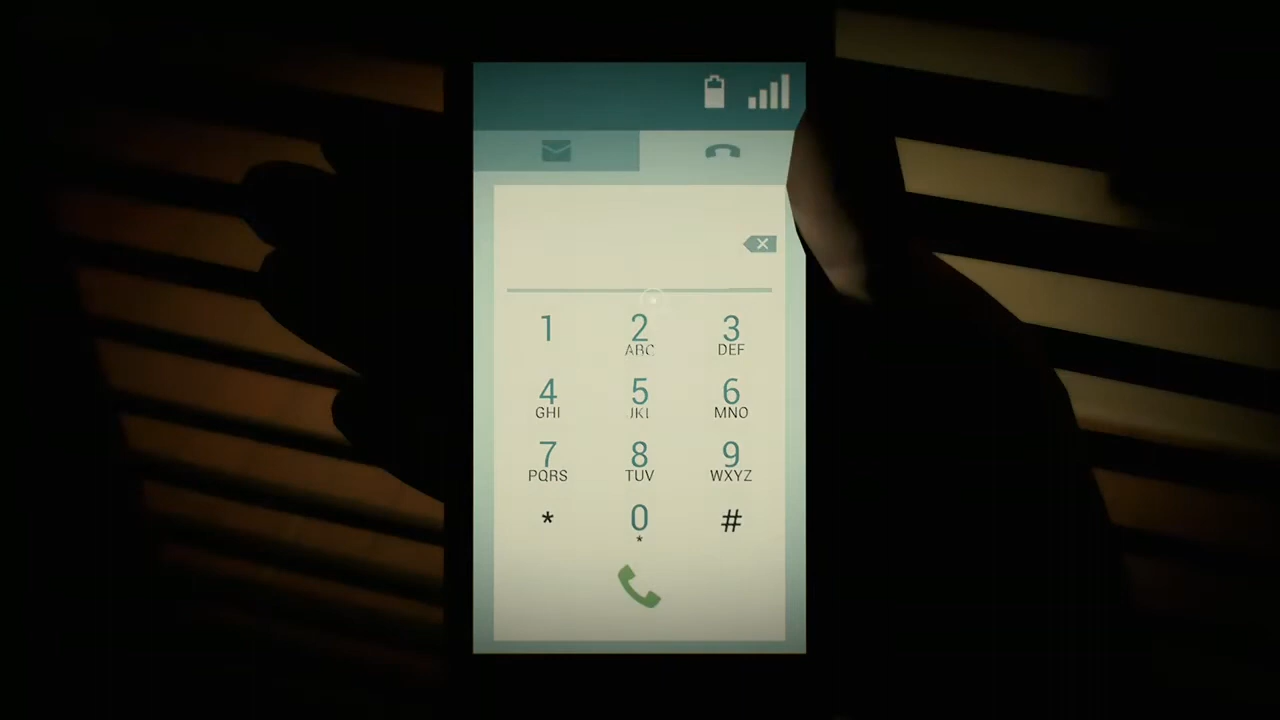 1 2 3
ABC DEF
4 5 6
GHI JKL MNO
7 8 9
PQRS TUV WXYZ
* 0 #
*